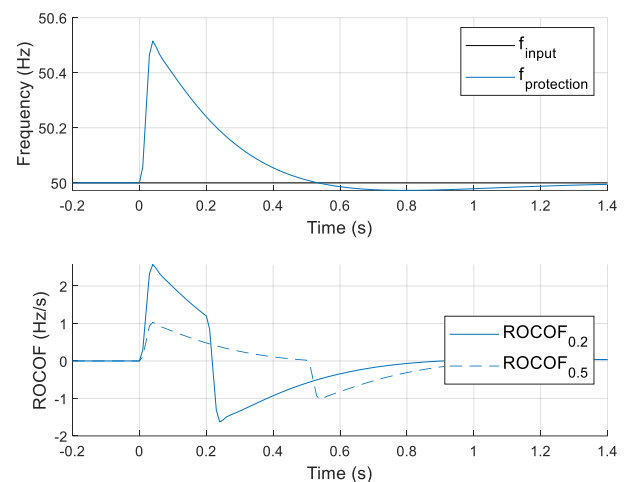 50.6
50.4
50.2
50
Frequency (Hz)
f_input
f_protection
-0.2 0 0.2 0.4 0.6 0.8 1 1.2 1.4
Time (s)
2
1
0
-1
-2
ROCOF (Hz/s)
ROCOF_0.2
ROCOF_0.5
-0.2 0 0.2 0.4 0.6 0.8 1 1.2 1.4
Time (s)